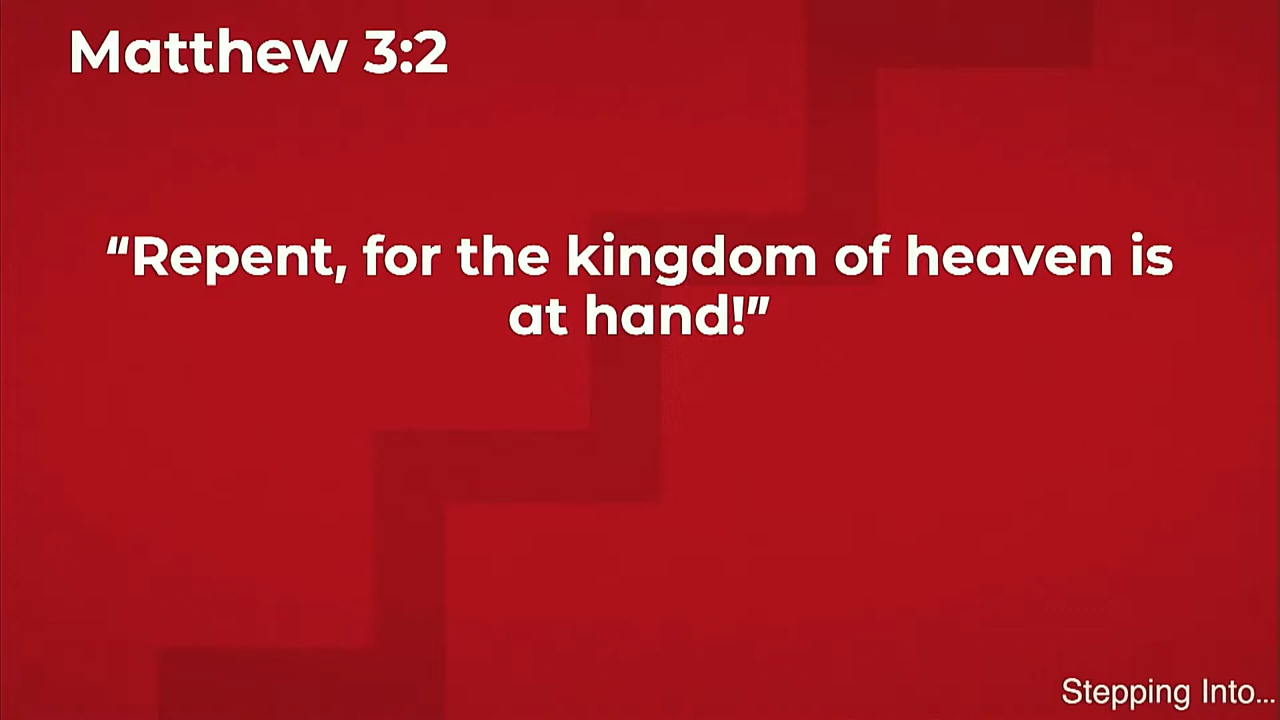 Matthew 3:2
“Repent, for the kingdom of heaven is
at hand!”
Stepping Into...